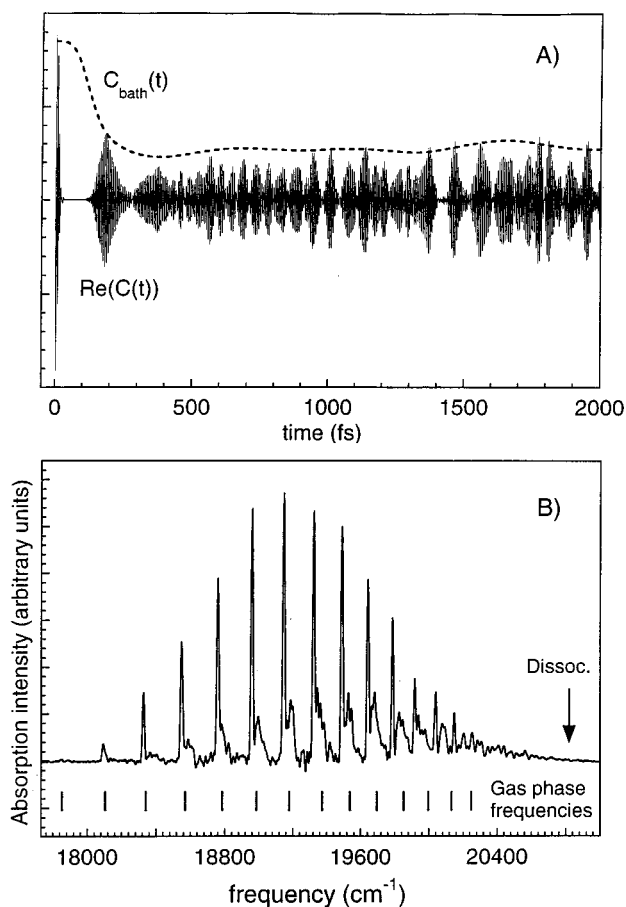 A)
C_bath(t)
Re(C(t))
0 500 1000 1500 2000
time (fs)
B)
Absorption intensity (arbitrary units)
Dissoc.
Gas phase
frequencies
18000 18800 19600 20400
frequency (cm⁻¹)